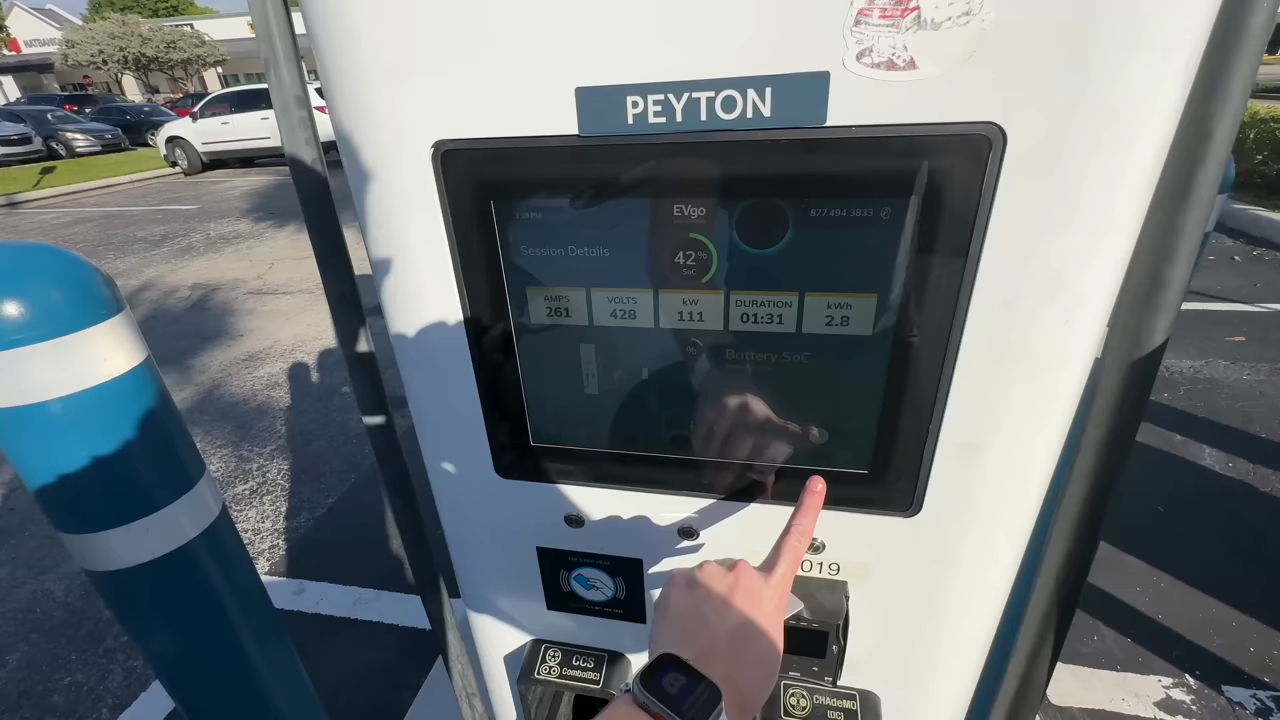 PEYTON
EVgo
877.494.3833
Session Details
42%
SoC
AMPS
261
VOLTS
428
kW
111
DURATION
01:31
kWh
2.8
%
Battery SoC
019
CCS
Combo(DC)
CHAdeMO
(DC)